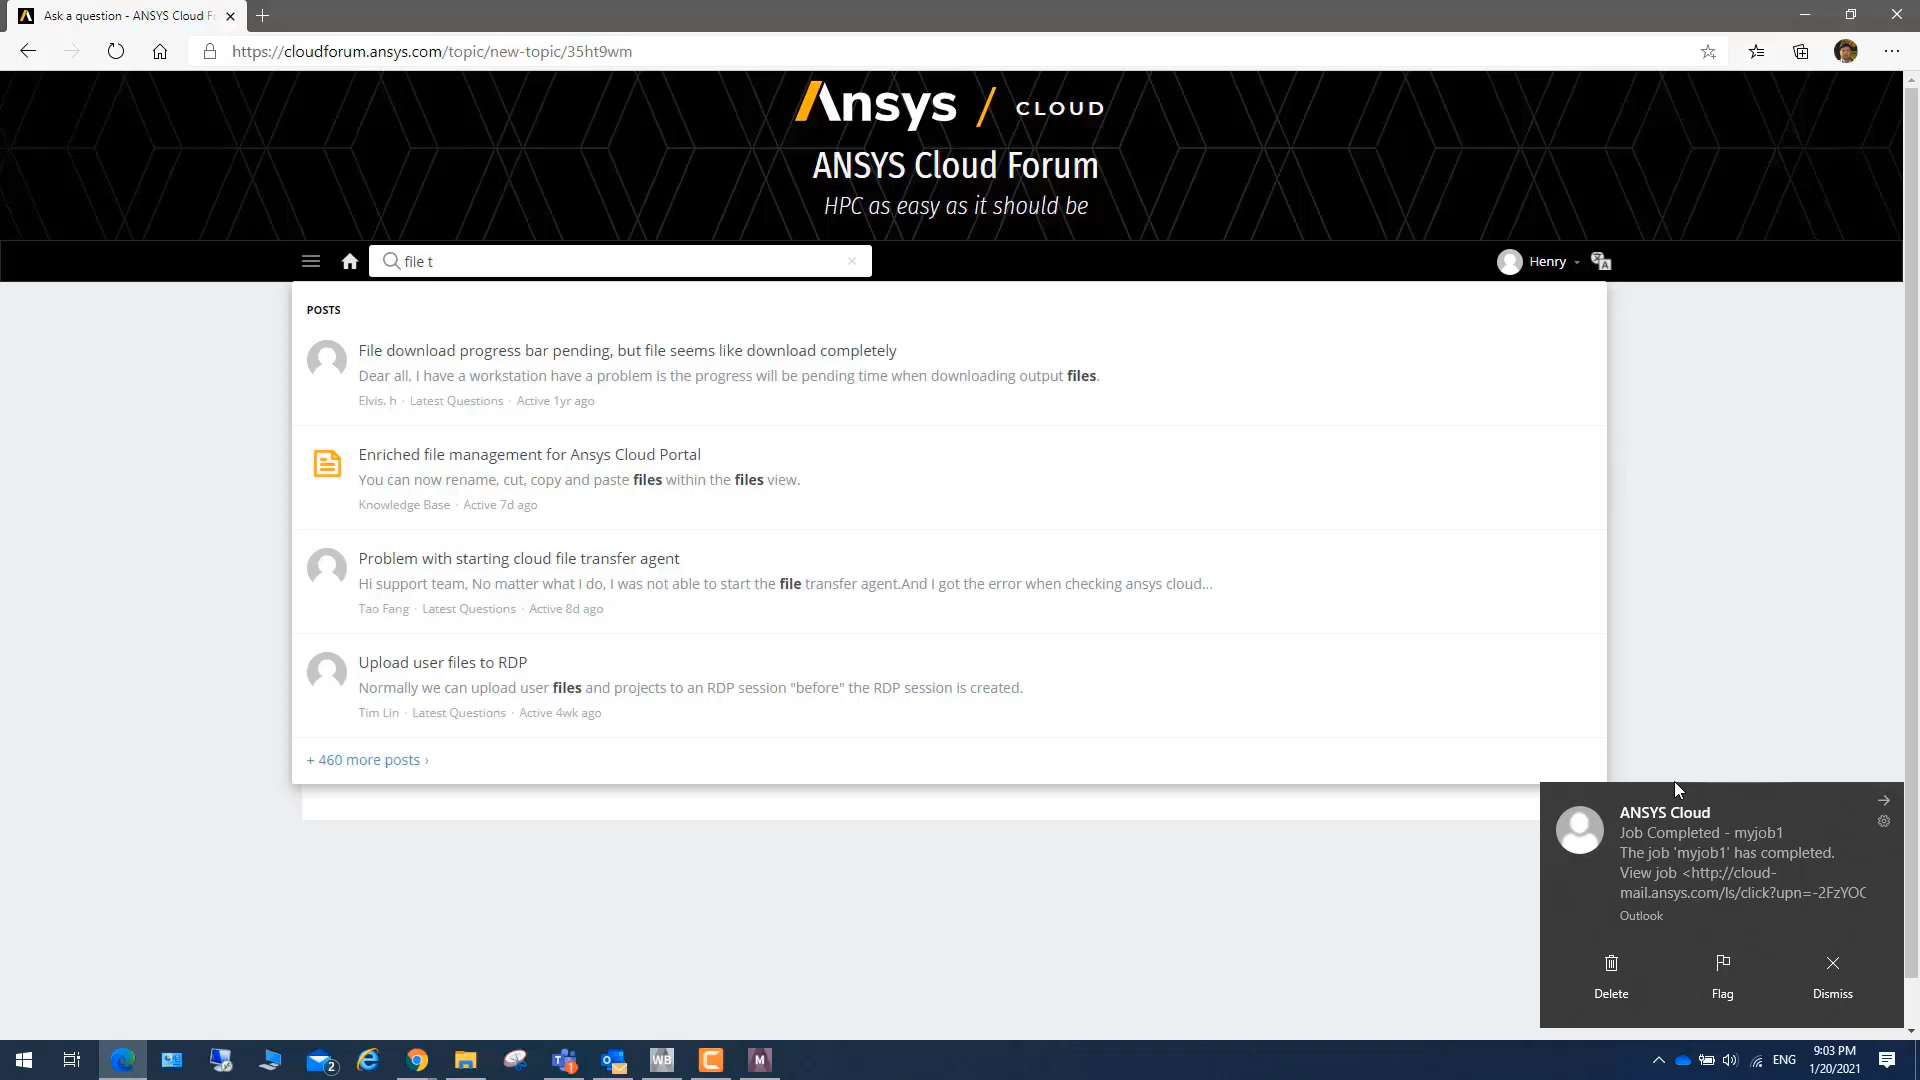 Ask a question - ANSYS Cloud F
https://cloudforum.ansys.com/topic/new-topic/35ht9wm
Ansys / CLOUD
ANSYS Cloud Forum
HPC as easy as it should be
file t
Henry
POSTS
File download progress bar pending, but file seems like download completely
Dear all, I have a workstation have a problem is the progress will be pending time when downloading output files.
Elvis. h · Latest Questions · Active 1yr ago
Enriched file management for Ansys Cloud Portal
You can now rename, cut, copy and paste files within the files view.
Knowledge Base · Active 7d ago
Problem with starting cloud file transfer agent
Hi support team, No matter what I do, I was not able to start the file transfer agent.And I got the error when checking ansys cloud...
Tao Fang · Latest Questions · Active 8d ago
Upload user files to RDP
Normally we can upload user files and projects to an RDP session "before" the RDP session is created.
Tim Lin · Latest Questions · Active 4wk ago
+ 460 more posts ›
ANSYS Cloud
Job Completed - myjob1
The job 'myjob1' has completed.
View job <http://cloud-
mail.ansys.com/ls/click?upn=-2FzYOC
Outlook
Delete
Flag
Dismiss
2
1
WB
M
ENG
9:03 PM
1/20/2021